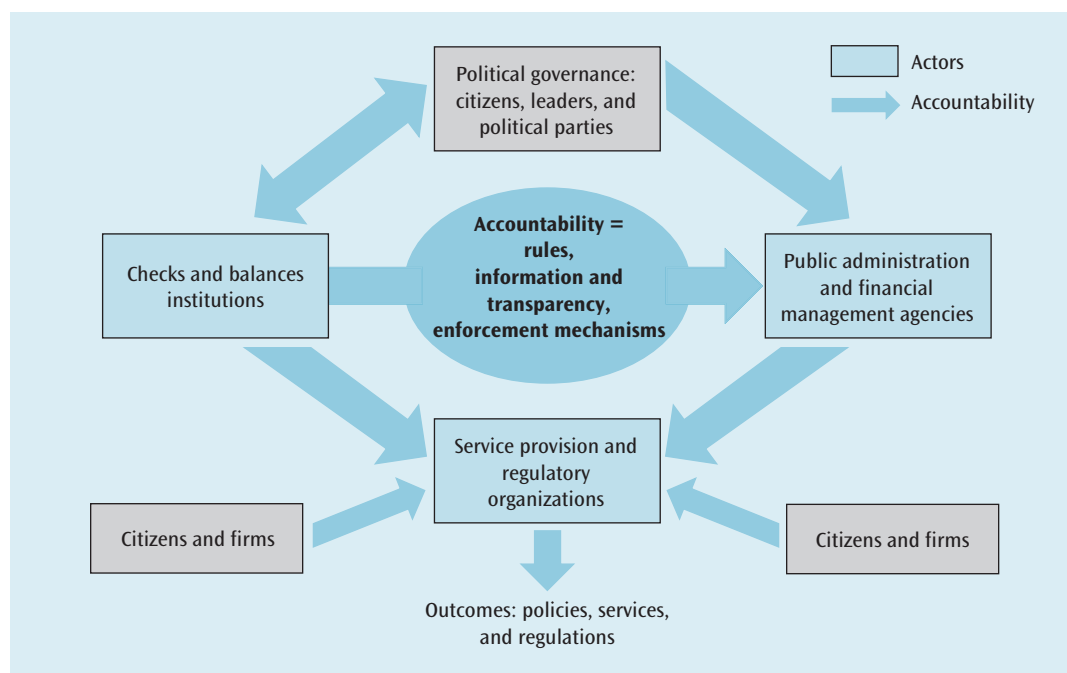 Political governance:
citizens, leaders, and
political parties
Actors
Accountability
Accountability =
rules,
information and
transparency,
enforcement mechanisms
Checks and balances
institutions
Public administration
and financial
management agencies
Service provision and
regulatory
organizations
Citizens and firms
Citizens and firms
Outcomes: policies, services,
and regulations